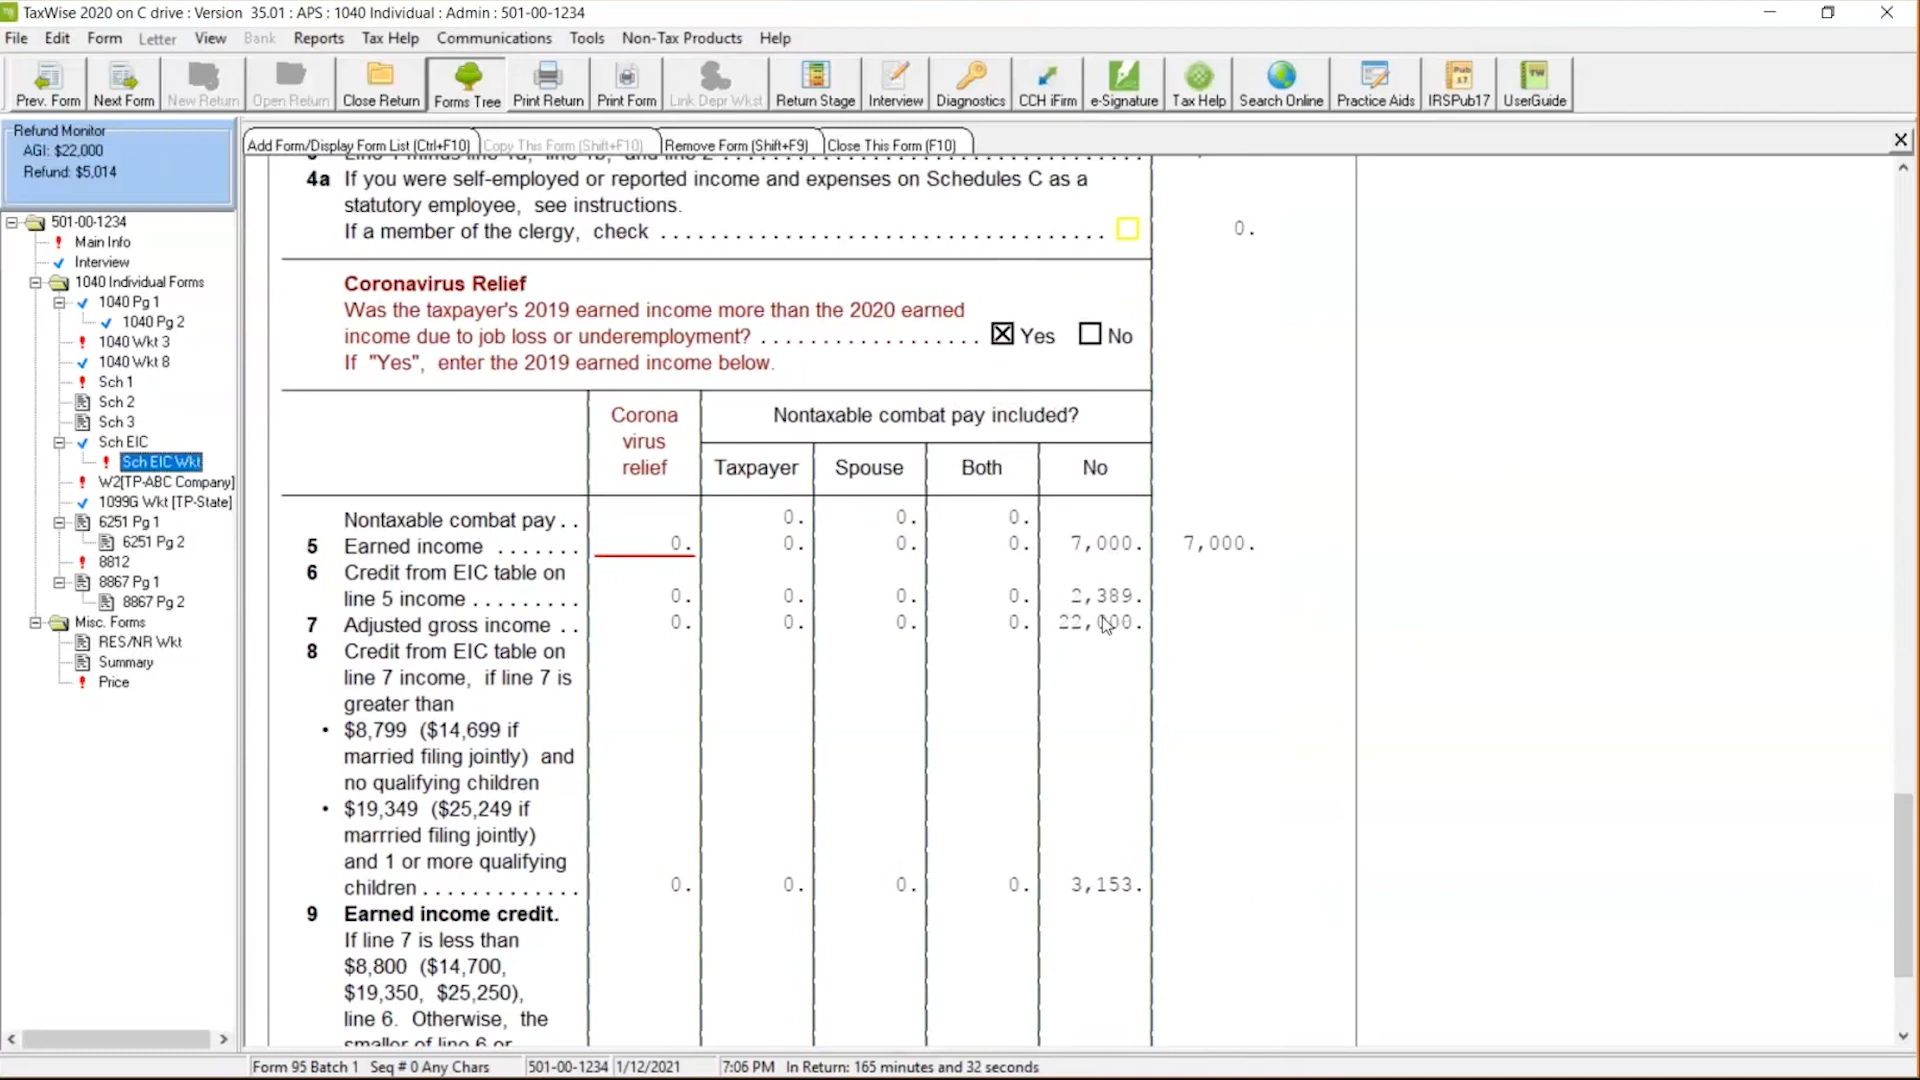 TaxWise 2020 on C drive : Version 35.01 : APS : 1040 Individual : Admin : 501-00-1234
File Edit Form Letter View Bank Reports Tax Help Communications Tools Non-Tax Products Help
Prev. Form Next Form New Return Open Return Close Return Forms Tree Print Return Print Form Link Depr Wkst Return Stage Interview Diagnostics CCH iFirm e-Signature Tax Help Search Online Practice Aids IRSPub17 UserGuide
Refund Monitor
AGI: $22,000
Refund: $5,014
Add Form/Display Form List (Ctrl+F10) Copy This Form (Shift+F10) Remove Form (Shift+F9) Close This Form (F10)
501-00-1234
Main Info
Interview
1040 Individual Forms
1040 Pg 1
1040 Pg 2
1040 Wkt 3
1040 Wkt 8
Sch 1
Sch 2
Sch 3
Sch EIC
Sch EIC Wkt
W2[TP-ABC Company]
1099G Wkt [TP-State]
6251 Pg 1
6251 Pg 2
8812
8867 Pg 1
8867 Pg 2
Misc. Forms
RES/NR Wkt
Summary
Price
4a If you were self-employed or reported income and expenses on Schedules C as a
statutory employee, see instructions.
If a member of the clergy, check . . . . . . . . . . . . . . . . . . . . . . . . . . . . . . . . . . . . . . 0.
Coronavirus Relief
Was the taxpayer's 2019 earned income more than the 2020 earned
income due to job loss or underemployment? . . . . . . . . . . . . . . . . . . Yes No
If "Yes", enter the 2019 earned income below.
Corona
virus
relief
Nontaxable combat pay included?
Taxpayer Spouse Both No
Nontaxable combat pay . . 0. 0. 0.
5 Earned income . . . . . . . 0. 0. 0. 0. 7,000. 7,000.
6 Credit from EIC table on
line 5 income . . . . . . . . . 0. 0. 0. 0. 2,389.
7 Adjusted gross income . . 0. 0. 0. 0. 22,000.
8 Credit from EIC table on
line 7 income, if line 7 is
greater than
• $8,799 ($14,699 if
married filing jointly) and
no qualifying children
• $19,349 ($25,249 if
marrried filing jointly)
and 1 or more qualifying
children . . . . . . . . . . . . . 0. 0. 0. 0. 3,153.
9 Earned income credit.
If line 7 is less than
$8,800 ($14,700,
$19,350, $25,250),
line 6. Otherwise, the
smaller of line 6 or
Form 95 Batch 1 Seq # 0 Any Chars 501-00-1234 1/12/2021 7:06 PM In Return: 165 minutes and 32 seconds